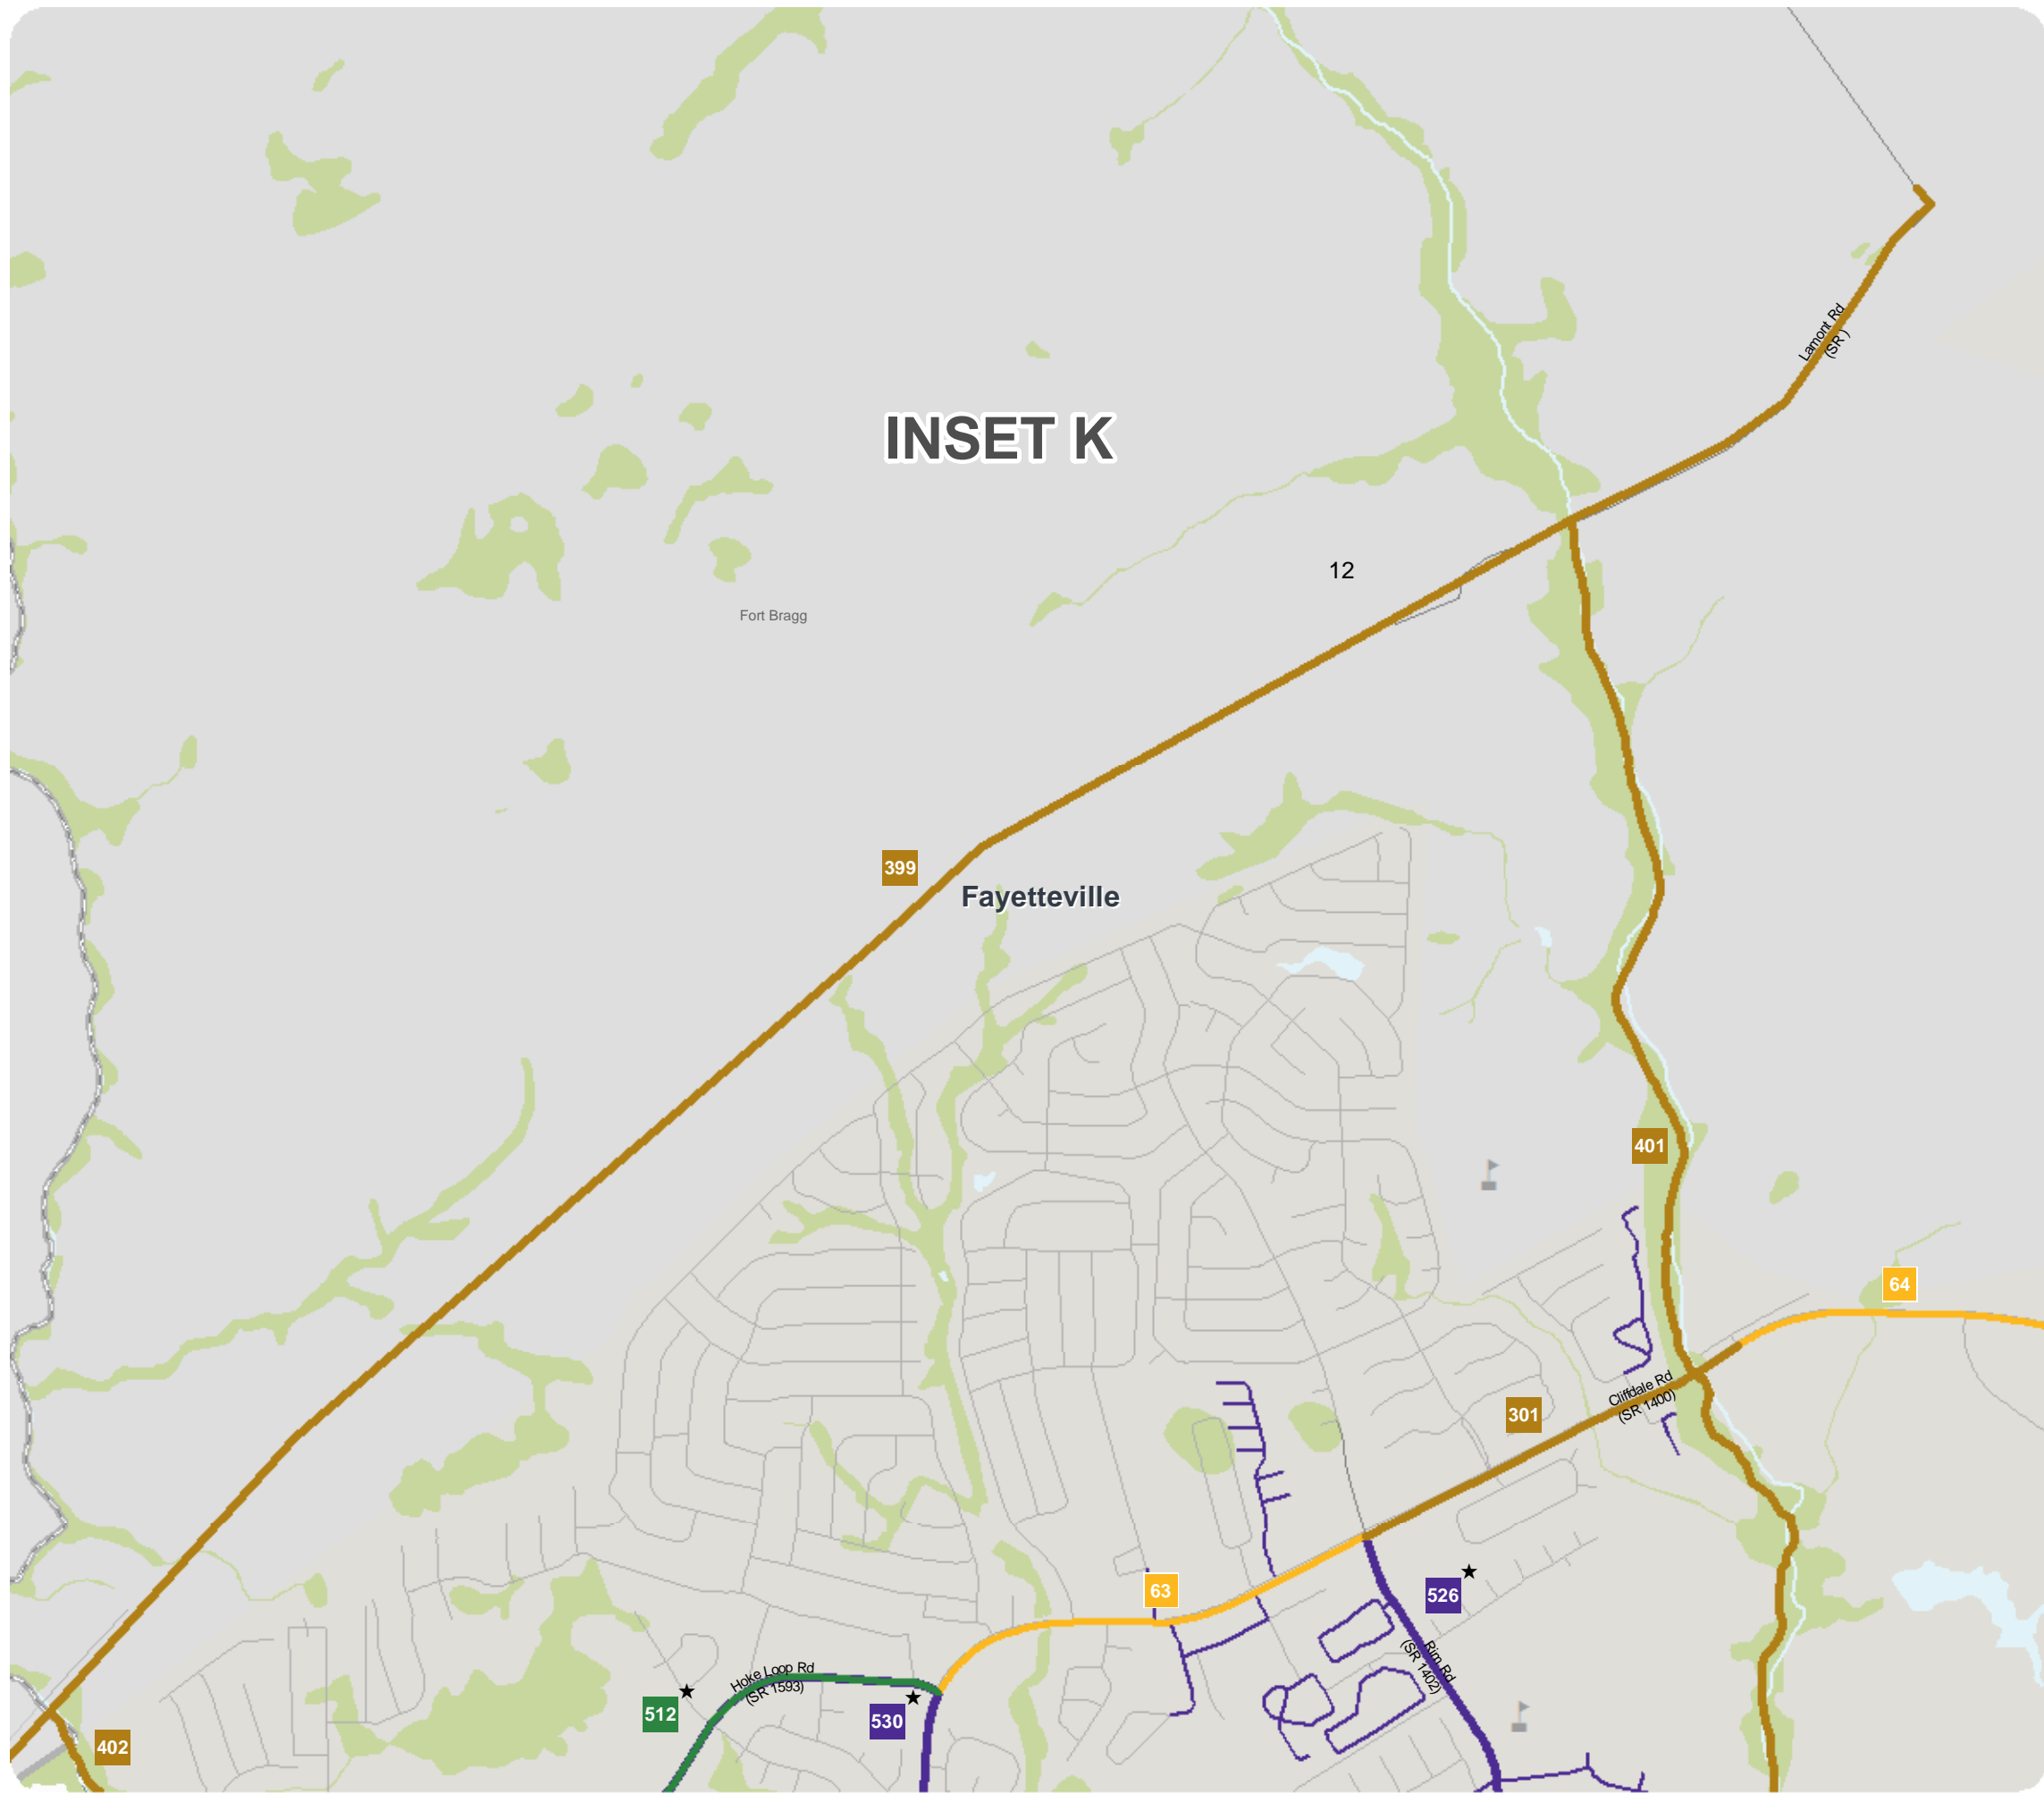 Lamont Rd
(SR )
INSET K
12
Fort Bragg
399
Fayetteville
401
64
Cliffdale Rd
(SR 1400)
301
63
526
Rim Rd
(SR 1402)
Hoke Loop Rd
(SR 1593)
512
530
402